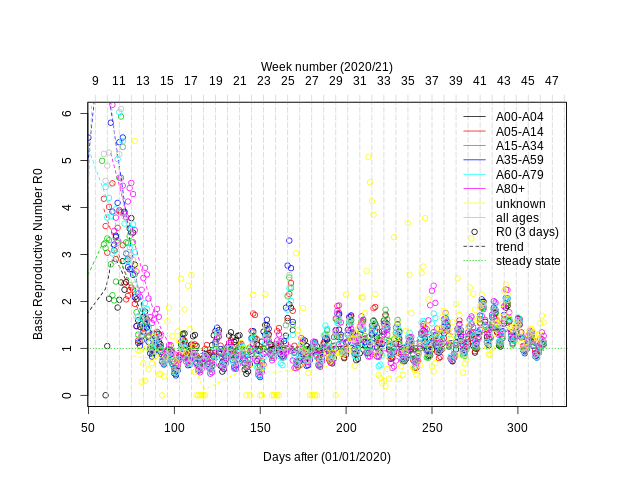 Week number (2020/21)
9 11 13 15 17 19 21 23 25 27 29 31 33 35 37 39 41 43 45 47
Basic Reproductive Number R0
6
5
4
3
2
1
0
A00-A04
A05-A14
A15-A34
A35-A59
A60-A79
A80+
unknown
all ages
R0 (3 days)
trend
steady state
50 100 150 200 250 300
Days after (01/01/2020)